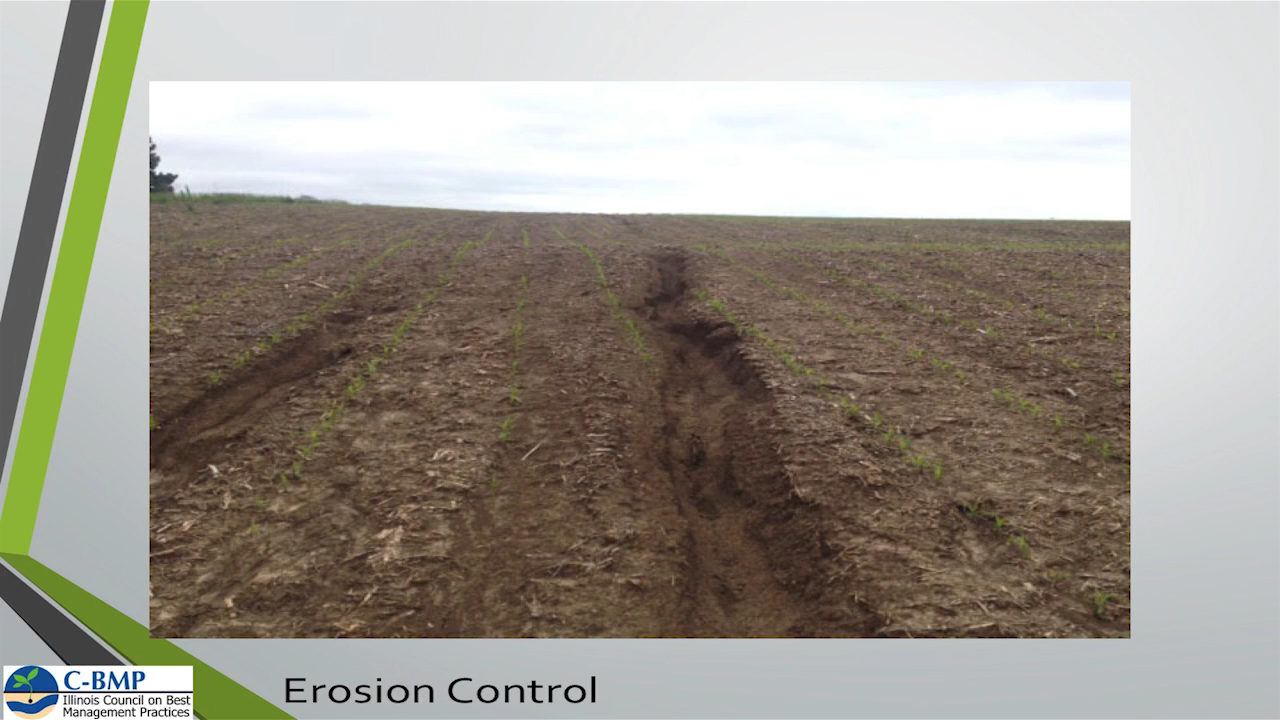 Erosion Control
C-BMP
Illinois Council on Best
Management Practices